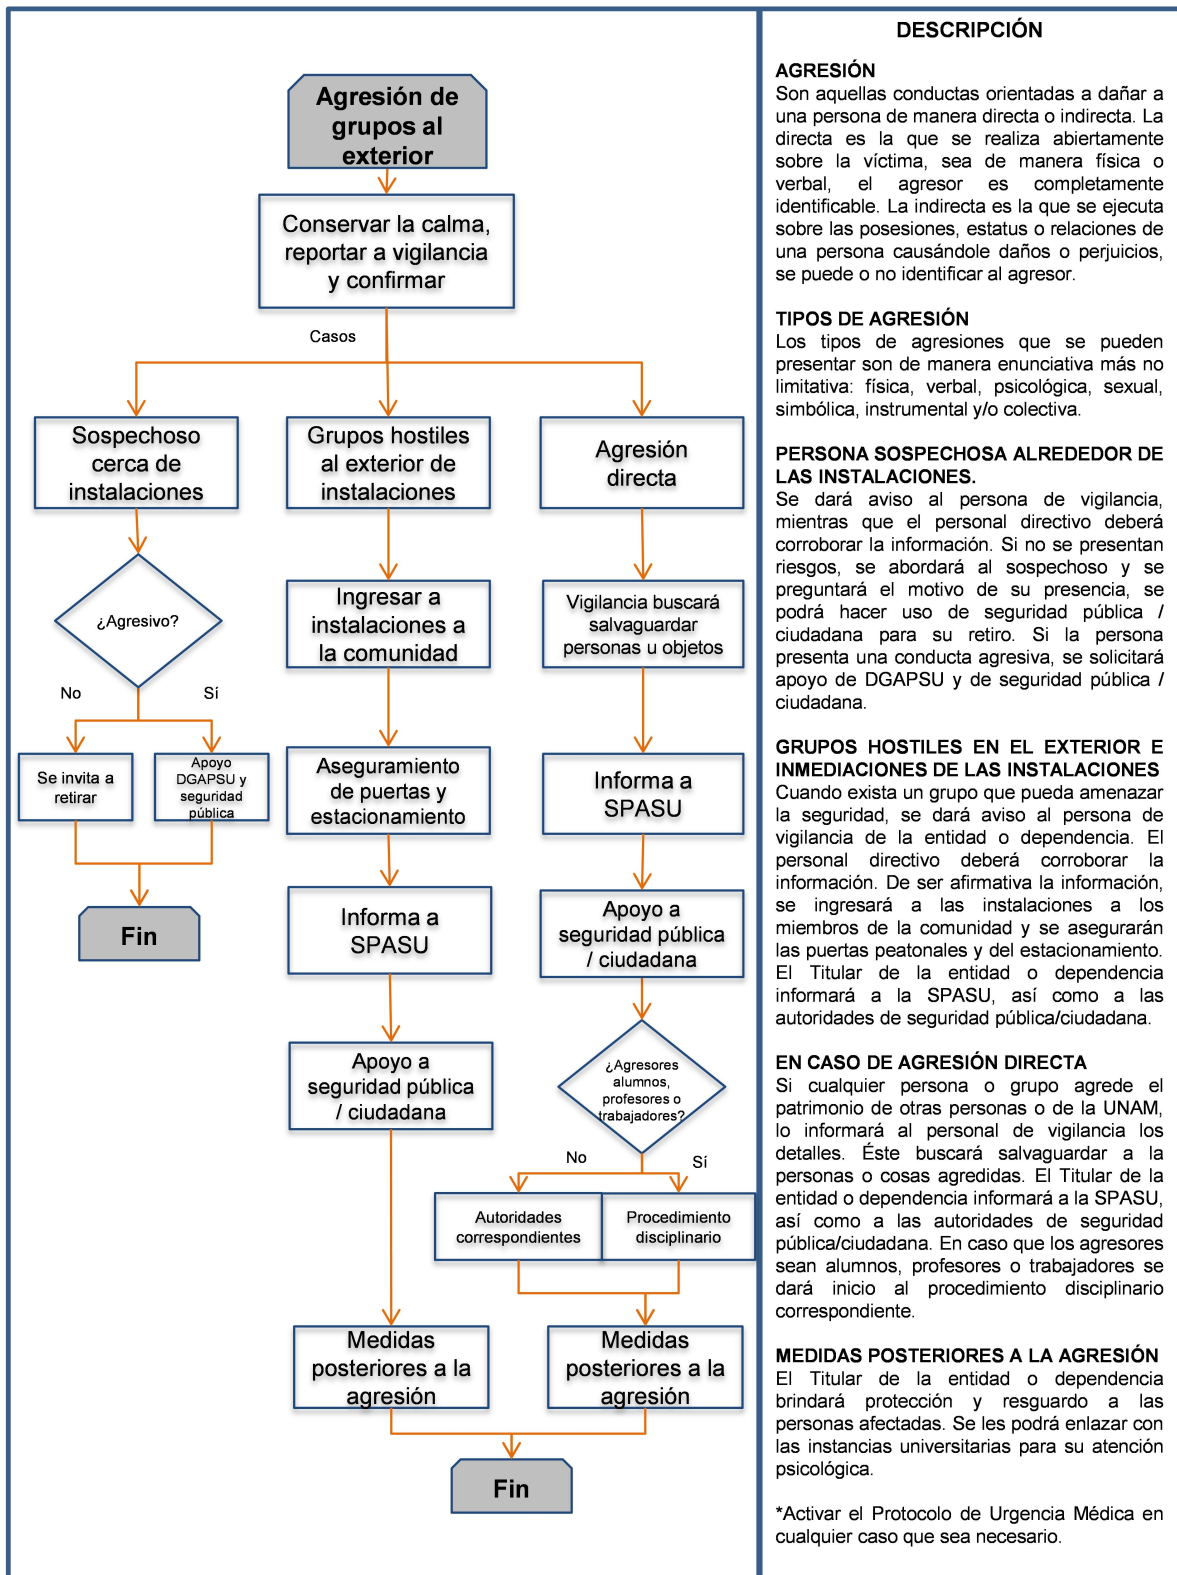 Agresión de
grupos al
exterior
Conservar la calma,
reportar a vigilancia
y confirmar
Casos
Sospechoso
cerca de
instalaciones
Grupos hostiles
al exterior de
instalaciones
Agresión
directa
¿Agresivo?
No
Sí
Se invita a
retirar
Apoyo
DGAPSU y
seguridad
pública
Fin
Ingresar a
instalaciones a
la comunidad
Aseguramiento
de puertas y
estacionamiento
Informa a
SPASU
Apoyo a
seguridad pública
/ ciudadana
Vigilancia buscará
salvaguardar
personas u objetos
Informa a
SPASU
Apoyo a
seguridad pública
/ ciudadana
¿Agresores
alumnos,
profesores o
trabajadores?
No
Sí
Autoridades
correspondientes
Procedimiento
disciplinario
Medidas
posteriores a la
agresión
Medidas
posteriores a la
agresión
Fin
DESCRIPCIÓN
AGRESIÓN
Son aquellas conductas orientadas a dañar a
una persona de manera directa o indirecta. La
directa es la que se realiza abiertamente
sobre la víctima, sea de manera física o
verbal, el agresor es completamente
identificable. La indirecta es la que se ejecuta
sobre las posesiones, estatus o relaciones de
una persona causándole daños o perjuicios,
se puede o no identificar al agresor.
TIPOS DE AGRESIÓN
Los tipos de agresiones que se pueden
presentar son de manera enunciativa más no
limitativa: física, verbal, psicológica, sexual,
simbólica, instrumental y/o colectiva.
PERSONA SOSPECHOSA ALREDEDOR DE
LAS INSTALACIONES.
Se dará aviso al persona de vigilancia,
mientras que el personal directivo deberá
corroborar la información. Si no se presentan
riesgos, se abordará al sospechoso y se
preguntará el motivo de su presencia, se
podrá hacer uso de seguridad pública /
ciudadana para su retiro. Si la persona
presenta una conducta agresiva, se solicitará
apoyo de DGAPSU y de seguridad pública /
ciudadana.
GRUPOS HOSTILES EN EL EXTERIOR E
INMEDIACIONES DE LAS INSTALACIONES
Cuando exista un grupo que pueda amenazar
la seguridad, se dará aviso al persona de
vigilancia de la entidad o dependencia. El
personal directivo deberá corroborar la
información. De ser afirmativa la información,
se ingresará a las instalaciones a los
miembros de la comunidad y se asegurarán
las puertas peatonales y del estacionamiento.
El Titular de la entidad o dependencia
informará a la SPASU, así como a las
autoridades de seguridad pública/ciudadana.
EN CASO DE AGRESIÓN DIRECTA
Si cualquier persona o grupo agrede el
patrimonio de otras personas o de la UNAM,
lo informará al personal de vigilancia los
detalles. Éste buscará salvaguardar a la
personas o cosas agredidas. El Titular de la
entidad o dependencia informará a la SPASU,
así como a las autoridades de seguridad
pública/ciudadana. En caso que los agresores
sean alumnos, profesores o trabajadores se
dará inicio al procedimiento disciplinario
correspondiente.
MEDIDAS POSTERIORES A LA AGRESIÓN
El Titular de la entidad o dependencia
brindará protección y resguardo a las
personas afectadas. Se les podrá enlazar con
las instancias universitarias para su atención
psicológica.
*Activar el Protocolo de Urgencia Médica en
cualquier caso que sea necesario.